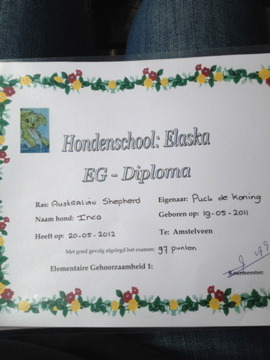 Hondenschool: Elaska
EG - Diploma
Ras: Australian Shepherd Eigenaar: Puck de Koning
Naam hond: Inca Geboren op: 19-05-2011
Heeft op: 20-05-2012 Te: Amstelveen
Met goed gevolg afgelegd het examen: 97 punten
Elementaire Gehoorzaamheid 1: Keurmeester: